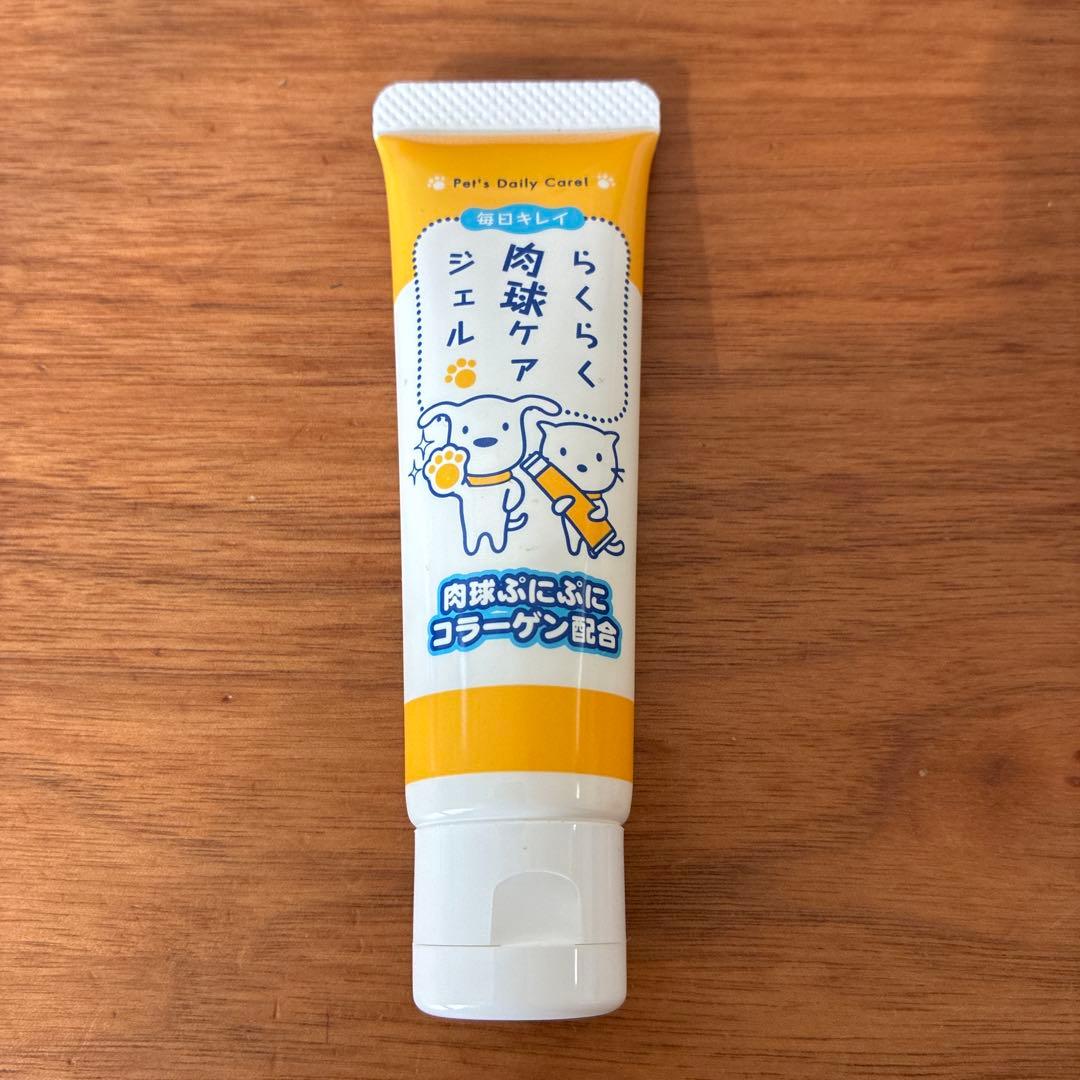 Pet's Daily Care!
毎日キレイ
らくらく
肉球ケア
ジェル
肉球ぷにぷに
コラーゲン配合